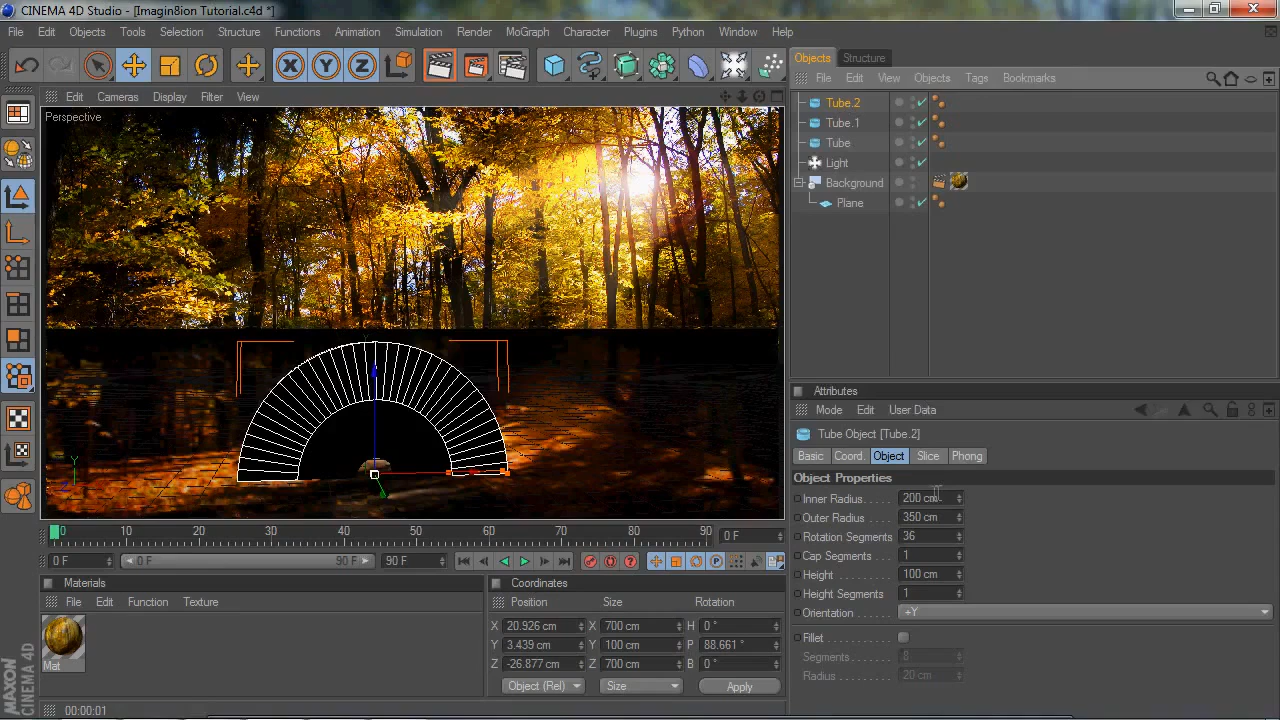 CINEMA 4D Studio - [Imagin8ion Tutorial.c4d *]
File Edit Objects Tools Selection Structure Functions Animation Simulation Render MoGraph Character Plugins Python Window Help
Objects Structure
File Edit View Objects Tags Bookmarks
Edit Cameras Display Filter View
Perspective
Tube.2
Tube.1
Tube
Light
Background
Plane
Attributes
Mode Edit User Data
Tube Object [Tube.2]
Basic Coord. Object Slice Phong
Object Properties
Inner Radius . . . . 200 cm
Outer Radius . . . . 350 cm
Rotation Segments 36
Cap Segments . . . 1
Height . . . . . . . . . 100 cm
Height Segments 1
Orientation . . . . . . +Y
Fillet
Segments . . . . . . 8
Radius . . . . . . . . . 20 cm
Y
0 10 20 30 40 50 60 70 80 90 0 F
0 F 0 F 90 F 90 F
Materials
File Edit Function Texture
Mat
Coordinates
Position Size Rotation
X 20.926 cm X 700 cm H 0 °
Y 3.439 cm Y 100 cm P 88.661 °
Z -26.877 cm Z 700 cm B 0 °
Object (Rel) Size Apply
MAXON
CINEMA 4D
00:00:01